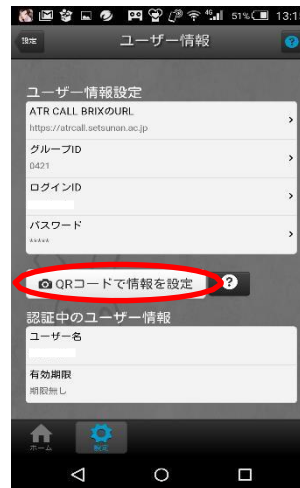 51% 13:1
設定 ユーザー情報 ?
ユーザー情報設定
ATR CALL BRIXのURL
https://atrcall.setsunan.ac.jp
グループID
0421
ログインID
パスワード
*****
QRコードで情報を設定 ?
認証中のユーザー情報
ユーザー名
有効期限
期限無し
ホーム 設定